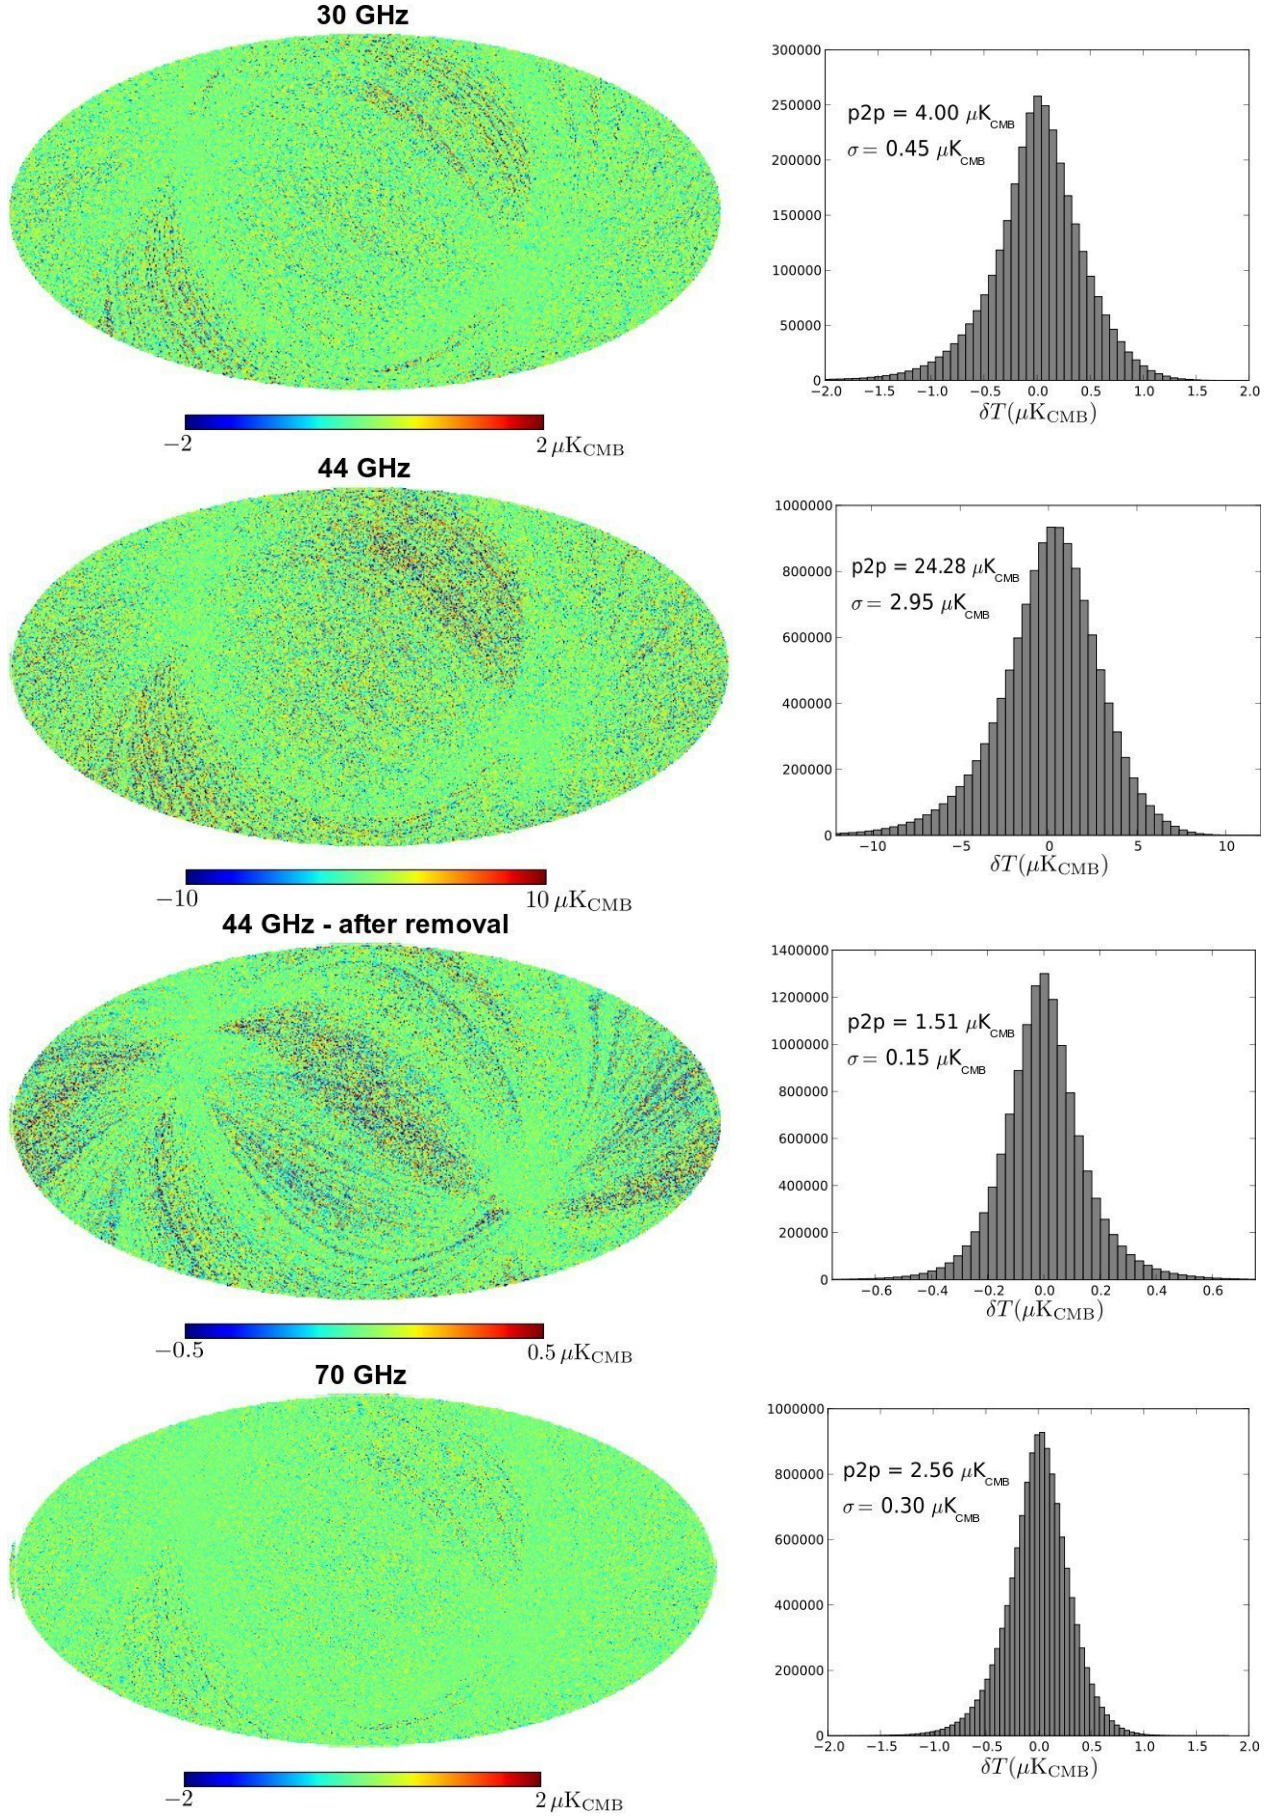 30 GHz
300000
250000
200000
150000
100000
50000
0
p2p = 4.00 μK_CMB
σ = 0.45 μK_CMB
−2.0 −1.5 −1.0 −0.5 0.0 0.5 1.0 1.5 2.0
δT(μK_CMB)
−2 2 μK_CMB
44 GHz
1000000
800000
600000
400000
200000
0
p2p = 24.28 μK_CMB
σ = 2.95 μK_CMB
−10 −5 0 5 10
δT(μK_CMB)
−10 10 μK_CMB
44 GHz - after removal
1400000
1200000
1000000
800000
600000
400000
200000
0
p2p = 1.51 μK_CMB
σ = 0.15 μK_CMB
−0.6 −0.4 −0.2 0.0 0.2 0.4 0.6
δT(μK_CMB)
−0.5 0.5 μK_CMB
70 GHz
1000000
800000
600000
400000
200000
0
p2p = 2.56 μK_CMB
σ = 0.30 μK_CMB
−2.0 −1.5 −1.0 −0.5 0.0 0.5 1.0 1.5 2.0
δT(μK_CMB)
−2 2 μK_CMB